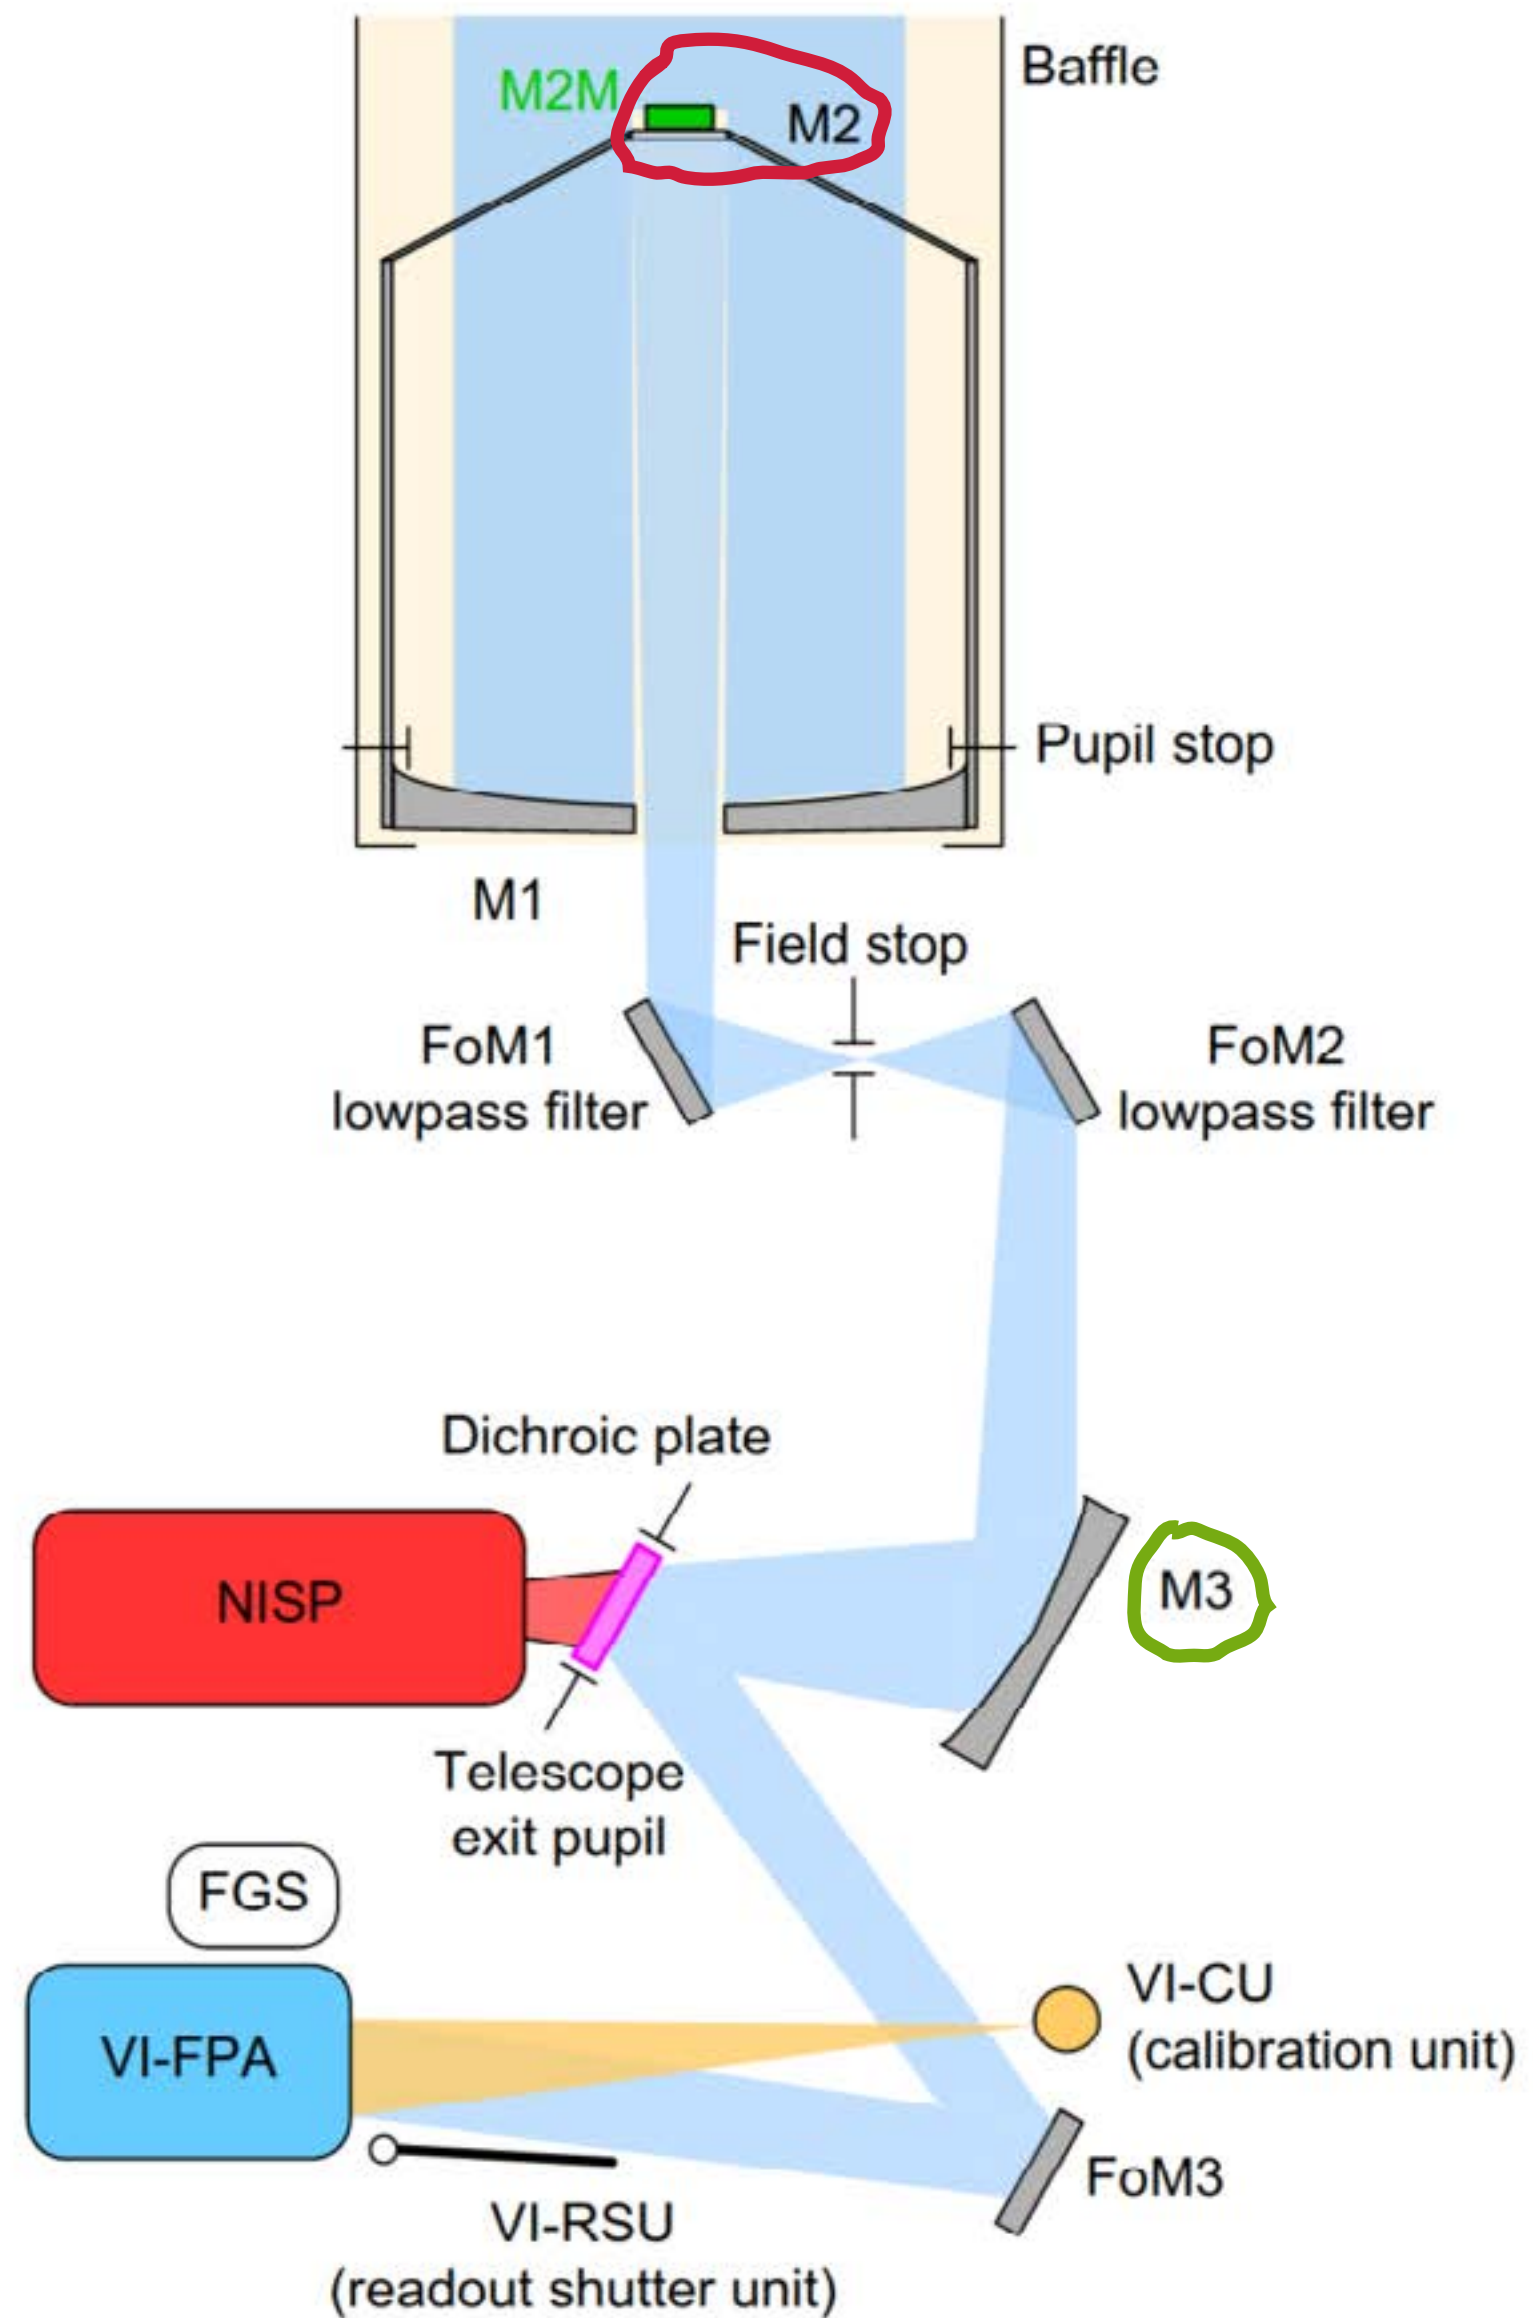 Baffle
M2M
M2
Pupil stop
M1
Field stop
FoM1
lowpass filter
FoM2
lowpass filter
Dichroic plate
NISP
M3
Telescope
exit pupil
FGS
VI-CU
(calibration unit)
VI-FPA
FoM3
VI-RSU
(readout shutter unit)